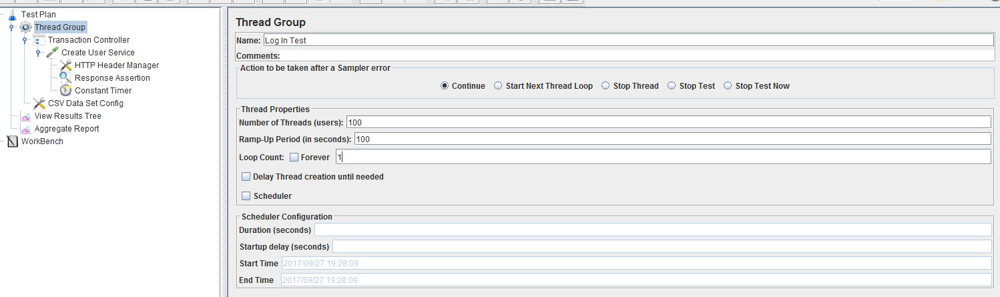 Test Plan
Thread Group
Transaction Controller
Create User Service
HTTP Header Manager
Response Assertion
Constant Timer
CSV Data Set Config
View Results Tree
Aggregate Report
WorkBench
Thread Group
Name: Log In Test
Comments:
Action to be taken after a Sampler error
Continue Start Next Thread Loop Stop Thread Stop Test Stop Test Now
Thread Properties
Number of Threads (users): 100
Ramp-Up Period (in seconds): 100
Loop Count: Forever 1
Delay Thread creation until needed
Scheduler
Scheduler Configuration
Duration (seconds)
Startup delay (seconds)
Start Time 2017/09/27 19:28:09
End Time 2017/09/27 19:28:09